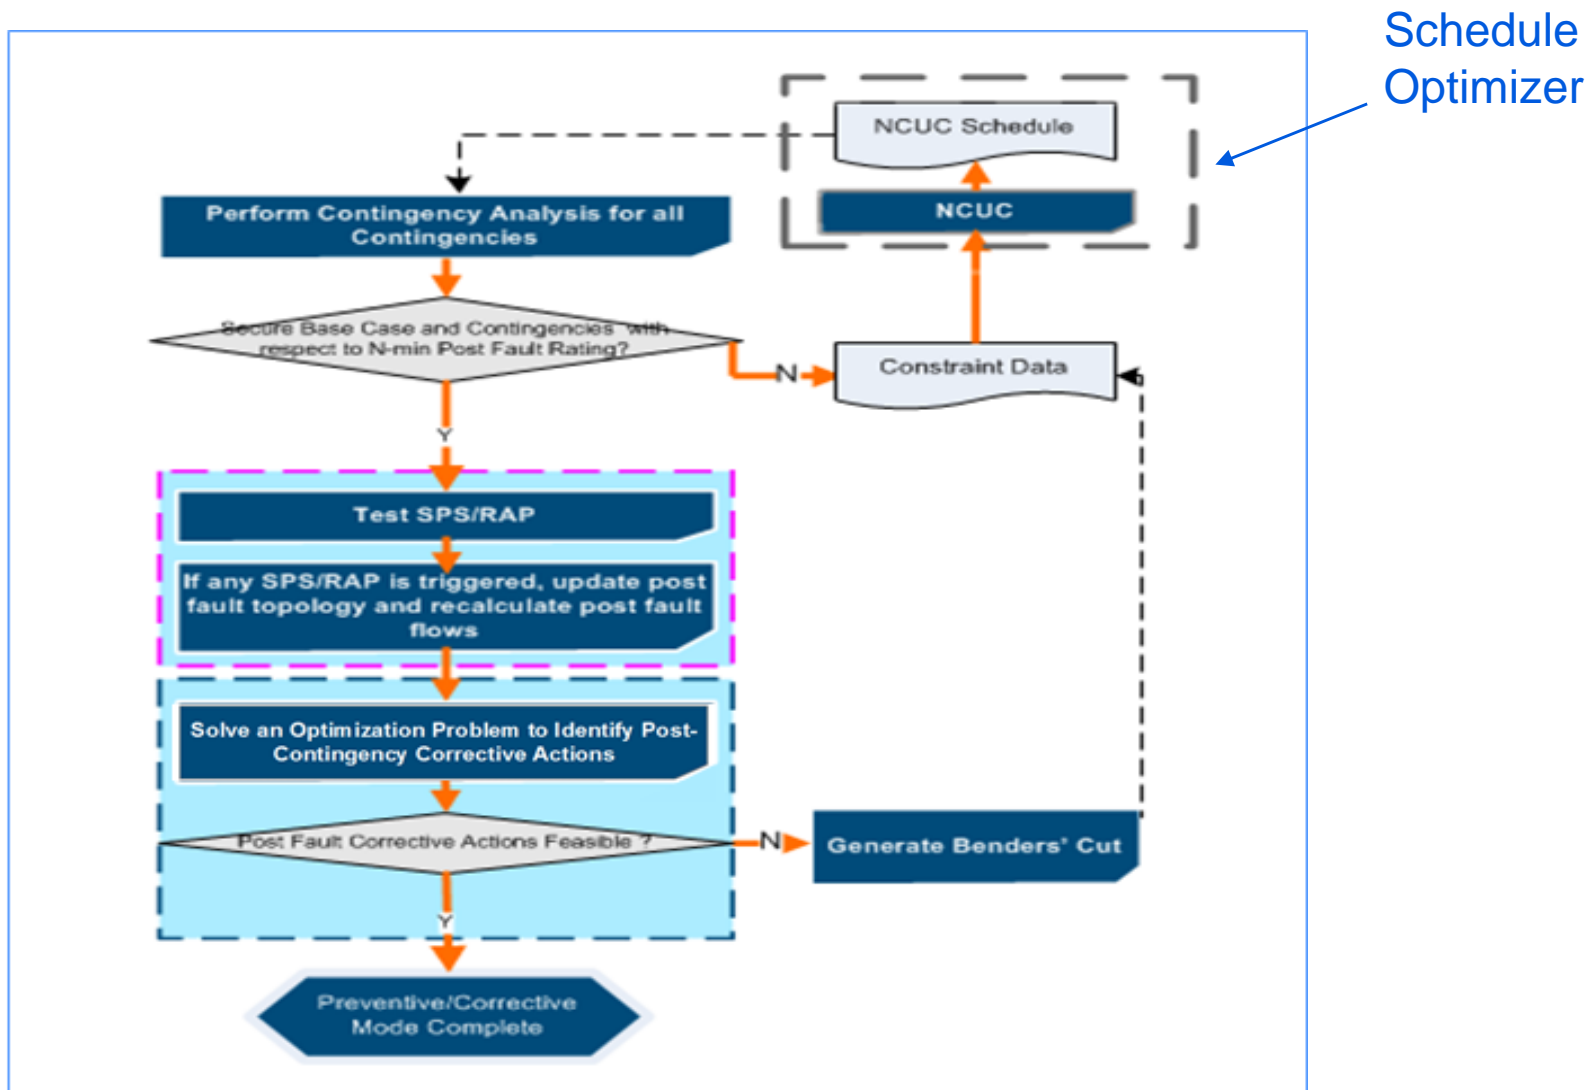 Schedule
Optimizer
NCUC Schedule
NCUC
Perform Contingency Analysis for all
Contingencies
Secure Base Case and Contingencies with
respect to N-min Post Fault Rating?
N
Constraint Data
Y
Test SPS/RAP
If any SPS/RAP is triggered, update post
fault topology and recalculate post fault
flows
Solve an Optimization Problem to Identify Post-
Contingency Corrective Actions
Post Fault Corrective Actions Feasible ?
N
Generate Benders' Cut
Y
Preventive/Corrective
Mode Complete